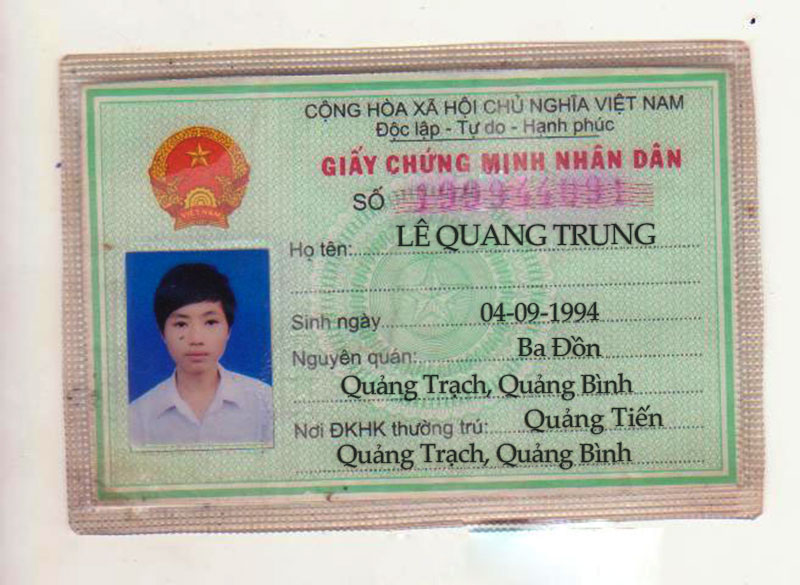 CỘNG HÒA XÃ HỘI CHỦ NGHĨA VIỆT NAM
Độc lập - Tự do - Hạnh phúc
GIẤY CHỨNG MINH NHÂN DÂN
SỐ 190944091
VIỆT NAM
Họ tên: LÊ QUANG TRUNG
Sinh ngày 04-09-1994
Nguyên quán: Ba Đồn
Quảng Trạch, Quảng Bình
Nơi ĐKHK thường trú: Quảng Tiến
Quảng Trạch, Quảng Bình